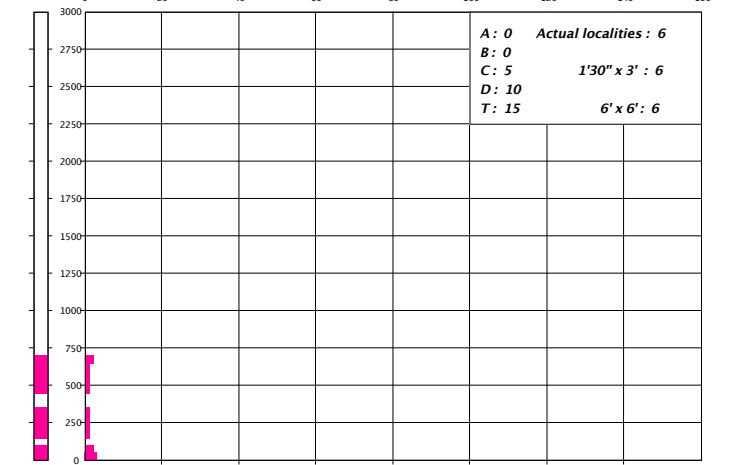 3000
A : 0 Actual localities : 6
B : 0
C : 5 1'30" x 3' : 6
D : 10
T : 15 6' x 6' : 6
2750
2500
2250
2000
1750
1500
1250
1000
750
500
250
0